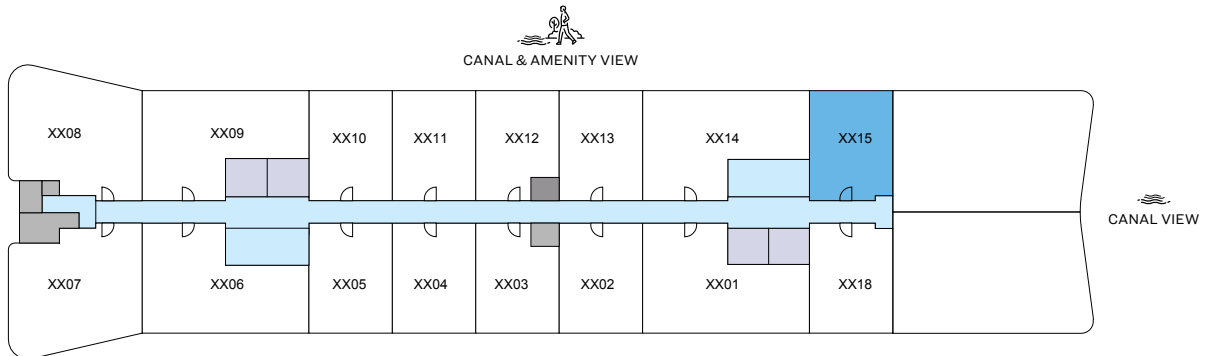 CANAL & AMENITY VIEW
XX08
XX09
XX10
XX11
XX12
XX13
XX14
XX15
CANAL VIEW
XX07
XX06
XX05
XX04
XX03
XX02
XX01
XX18